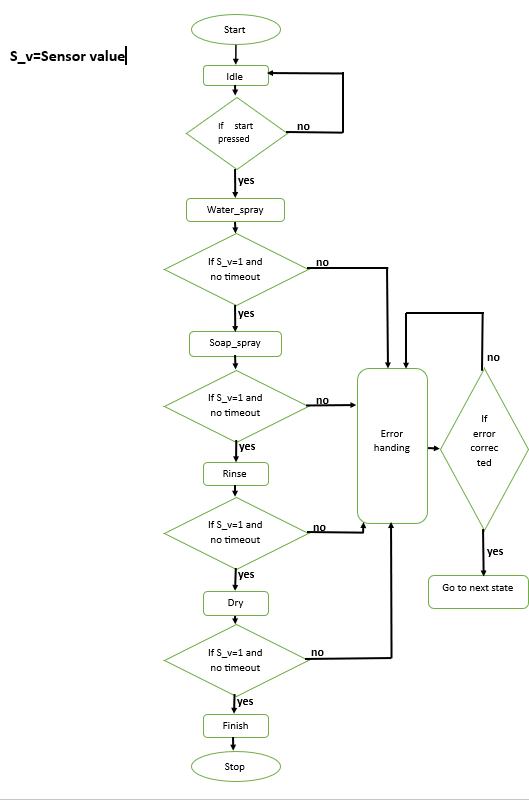 Start
S_v=Sensor value
Idle
If start
pressed
no
yes
Water_spray
If S_v=1 and
no timeout
no
yes
Soap_spray
If S_v=1 and
no timeout
no
yes
Error
handing
If
error
correc
ted
no
yes
Go to next state
Rinse
If S_v=1 and
no timeout
no
yes
Dry
If S_v=1 and
no timeout
no
yes
Finish
Stop